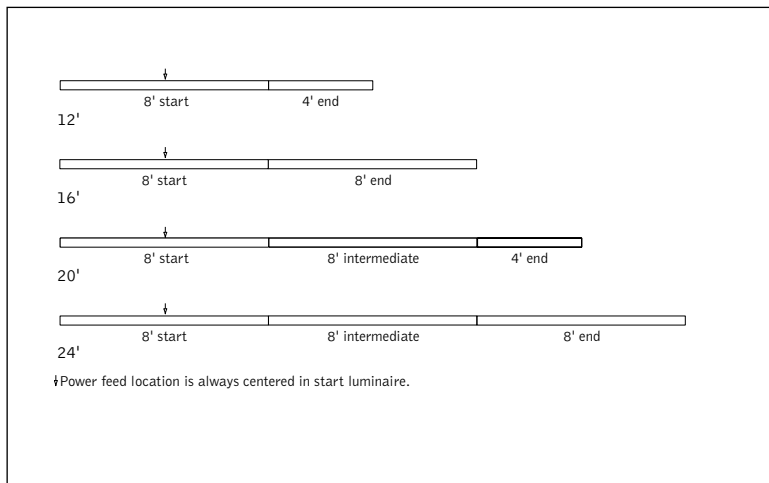 8' start 4' end
12'
8' start 8' end
16'
8' start 8' intermediate 4' end
20'
8' start 8' intermediate 8' end
24'
Power feed location is always centered in start luminaire.